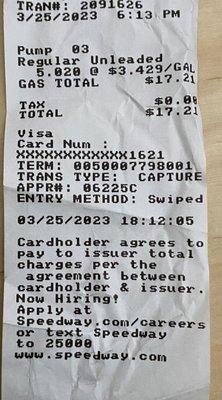 TRAN#: 2091626
3/25/2023 6:13 PM
Pump 03
Regular Unleaded
5.020 @ $3.429/GAL
GAS TOTAL $17.21
TAX $0.00
TOTAL $17.21
Visa
Card Num :
XXXXXXXXXXXX1621
TERM: 0050007798001
TRANS TYPE: CAPTURE
APPR#: 06225C
ENTRY METHOD: Swiped
03/25/2023 18:12:05
Cardholder agrees to
pay to issuer total
charges per the
agreement between
cardholder & issuer.
Now Hiring!
Apply at
Speedway.com/careers
or text Speedway
to 25000
www.speedway.com